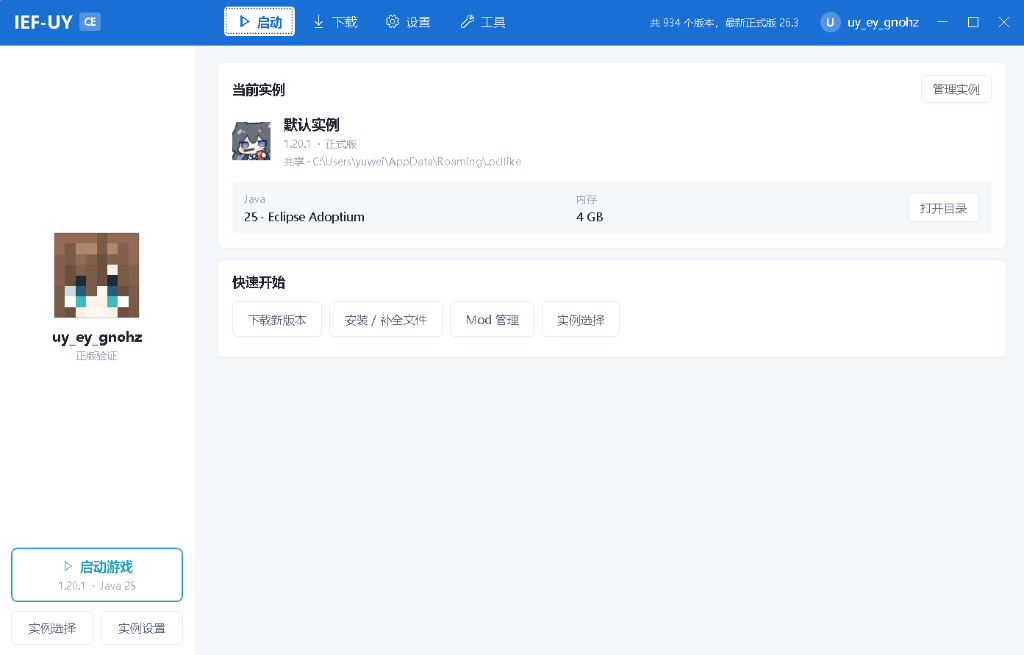 IEF-UY CE
启动 下载 设置 工具
共 934 个版本，最新正式版 26.3
U uy_ey_gnohz
当前实例
管理实例
默认实例
1.20.1 · 正式版
共享 · C:\Users\yuwei\AppData\Roaming\.pcllike
Java
25 · Eclipse Adoptium
内存
4 GB
打开目录
快速开始
下载新版本 安装 / 补全文件 Mod 管理 实例选择
uy_ey_gnohz
正版验证
启动游戏
1.20.1 · Java 25
实例选择 实例设置